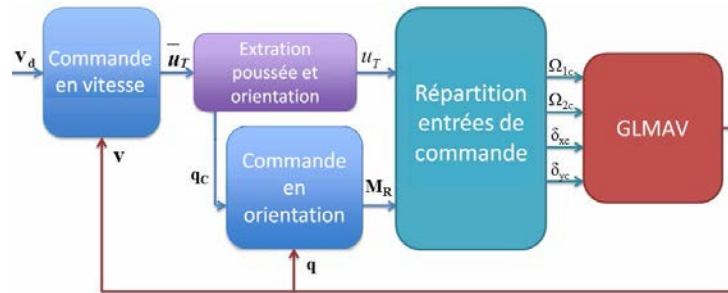 v_d
Commande
en vitesse
v
u̅_T
Extration
poussée et
orientation
u_T
q_C
Commande
en
orientation
q
M_R
Répartition
entrées de
commande
Ω_1c
Ω_2c
δ_xc
δ_yc
GLMAV